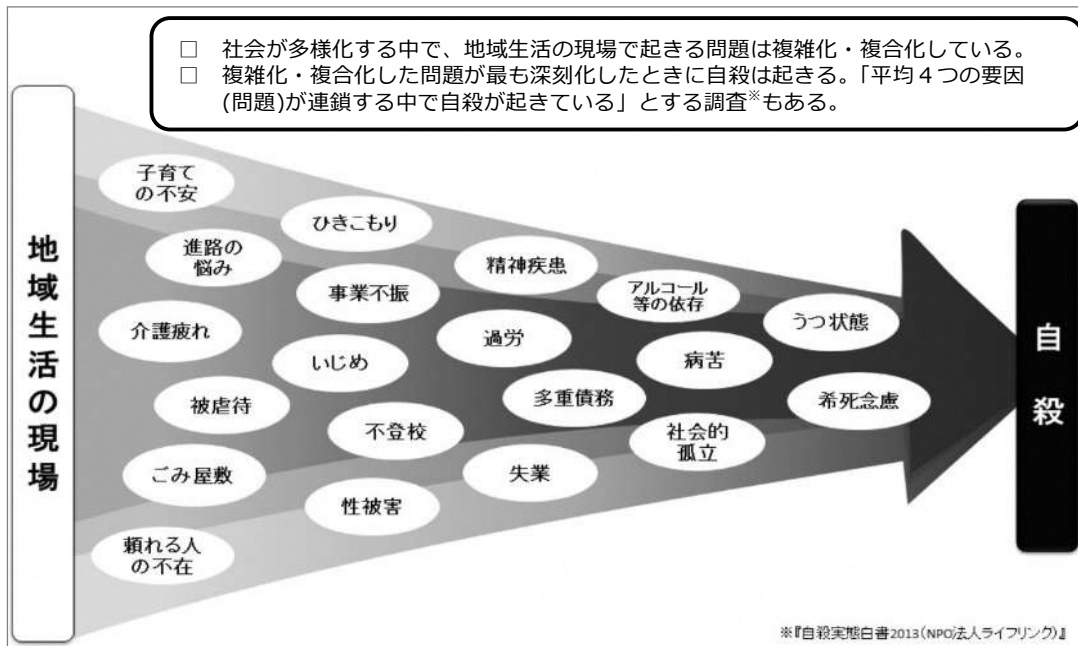 □ 社会が多様化する中で、地域生活の現場で起きる問題は複雑化・複合化している。
□ 複雑化・複合化した問題が最も深刻化したときに自殺は起きる。「平均４つの要因
(問題)が連鎖する中で自殺が起きている」とする調査※もある。
地域生活の現場
子育て
の不安
進路の
悩み
介護疲れ
被虐待
ごみ屋敷
頼れる人
の不在
ひきこもり
事業不振
いじめ
不登校
性被害
精神疾患
過労
多重債務
失業
アルコール
等の依存
病苦
社会的
孤立
うつ状態
希死念慮
自殺
※『自殺実態白書2013(NPO法人ライフリンク)』